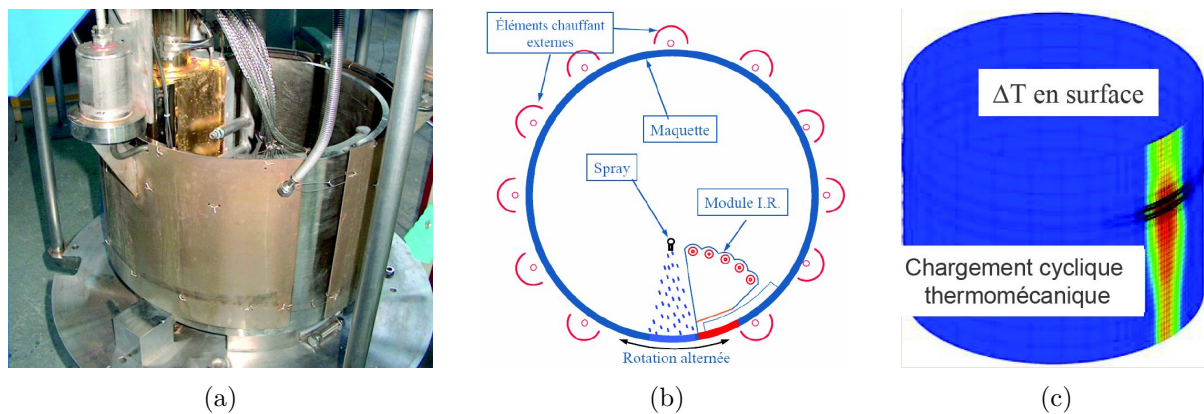 Éléments chauffant
externes
Maquette
Spray
Module I.R.
Rotation alternée
ΔT en surface
Chargement cyclique
thermomécanique
(a)
(b)
(c)